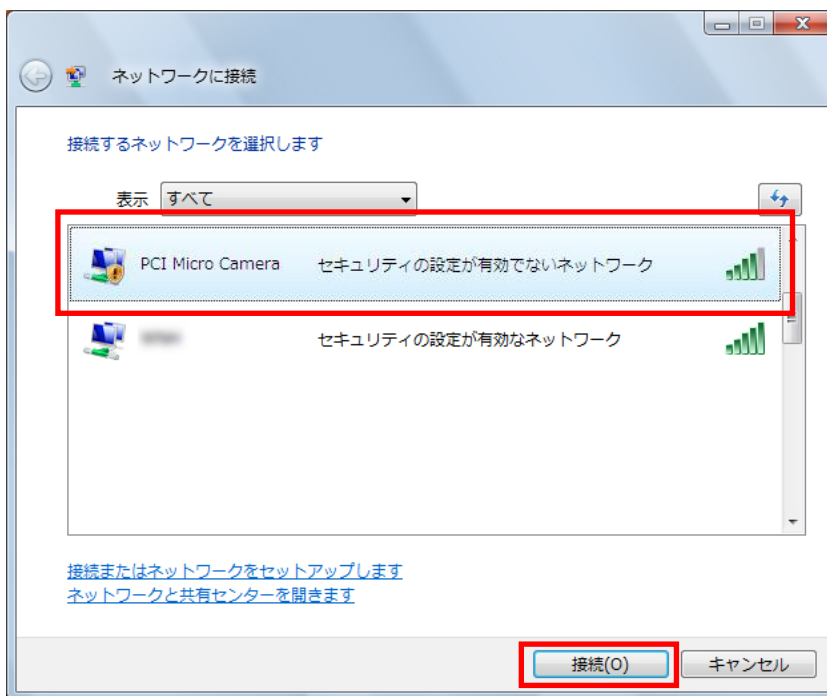 ネットワークに接続
接続するネットワークを選択します
表示 すべて
PCI Micro Camera セキュリティの設定が有効でないネットワーク
セキュリティの設定が有効なネットワーク
接続またはネットワークをセットアップします
ネットワークと共有センターを開きます
接続(O) キャンセル